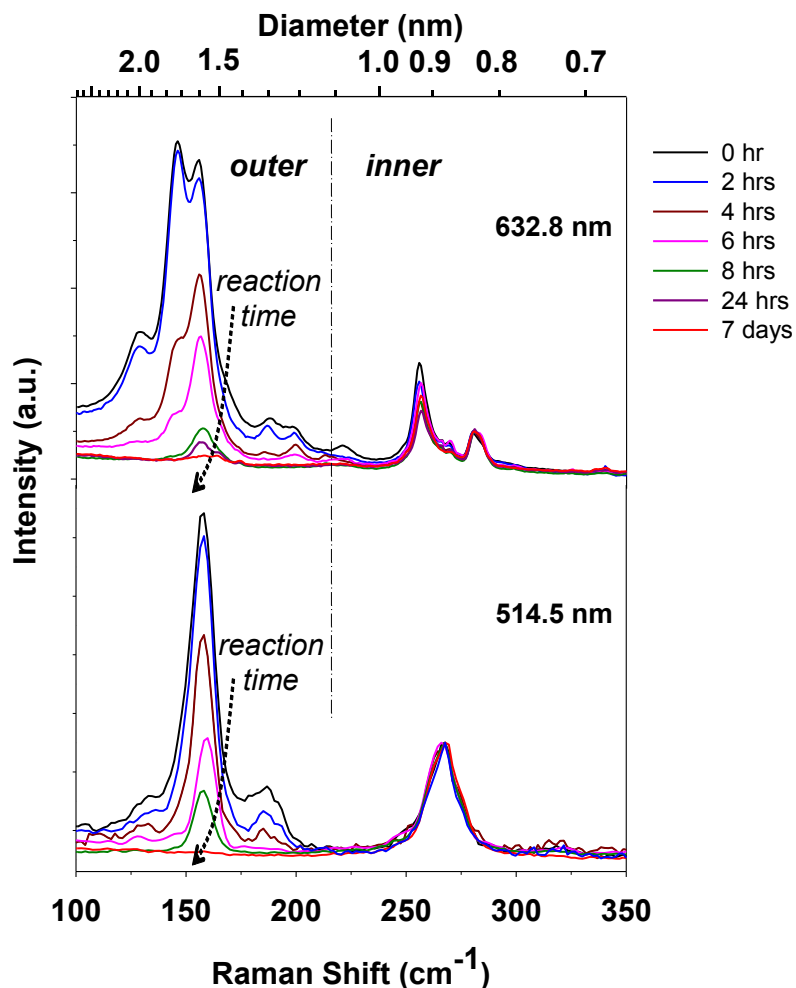 Diameter (nm)
2.0 1.5 1.0 0.9 0.8 0.7
outer inner
632.8 nm
reaction
time
0 hr
2 hrs
4 hrs
6 hrs
8 hrs
24 hrs
7 days
Intensity (a.u.)
514.5 nm
reaction
time
100 150 200 250 300 350
Raman Shift (cm⁻¹)